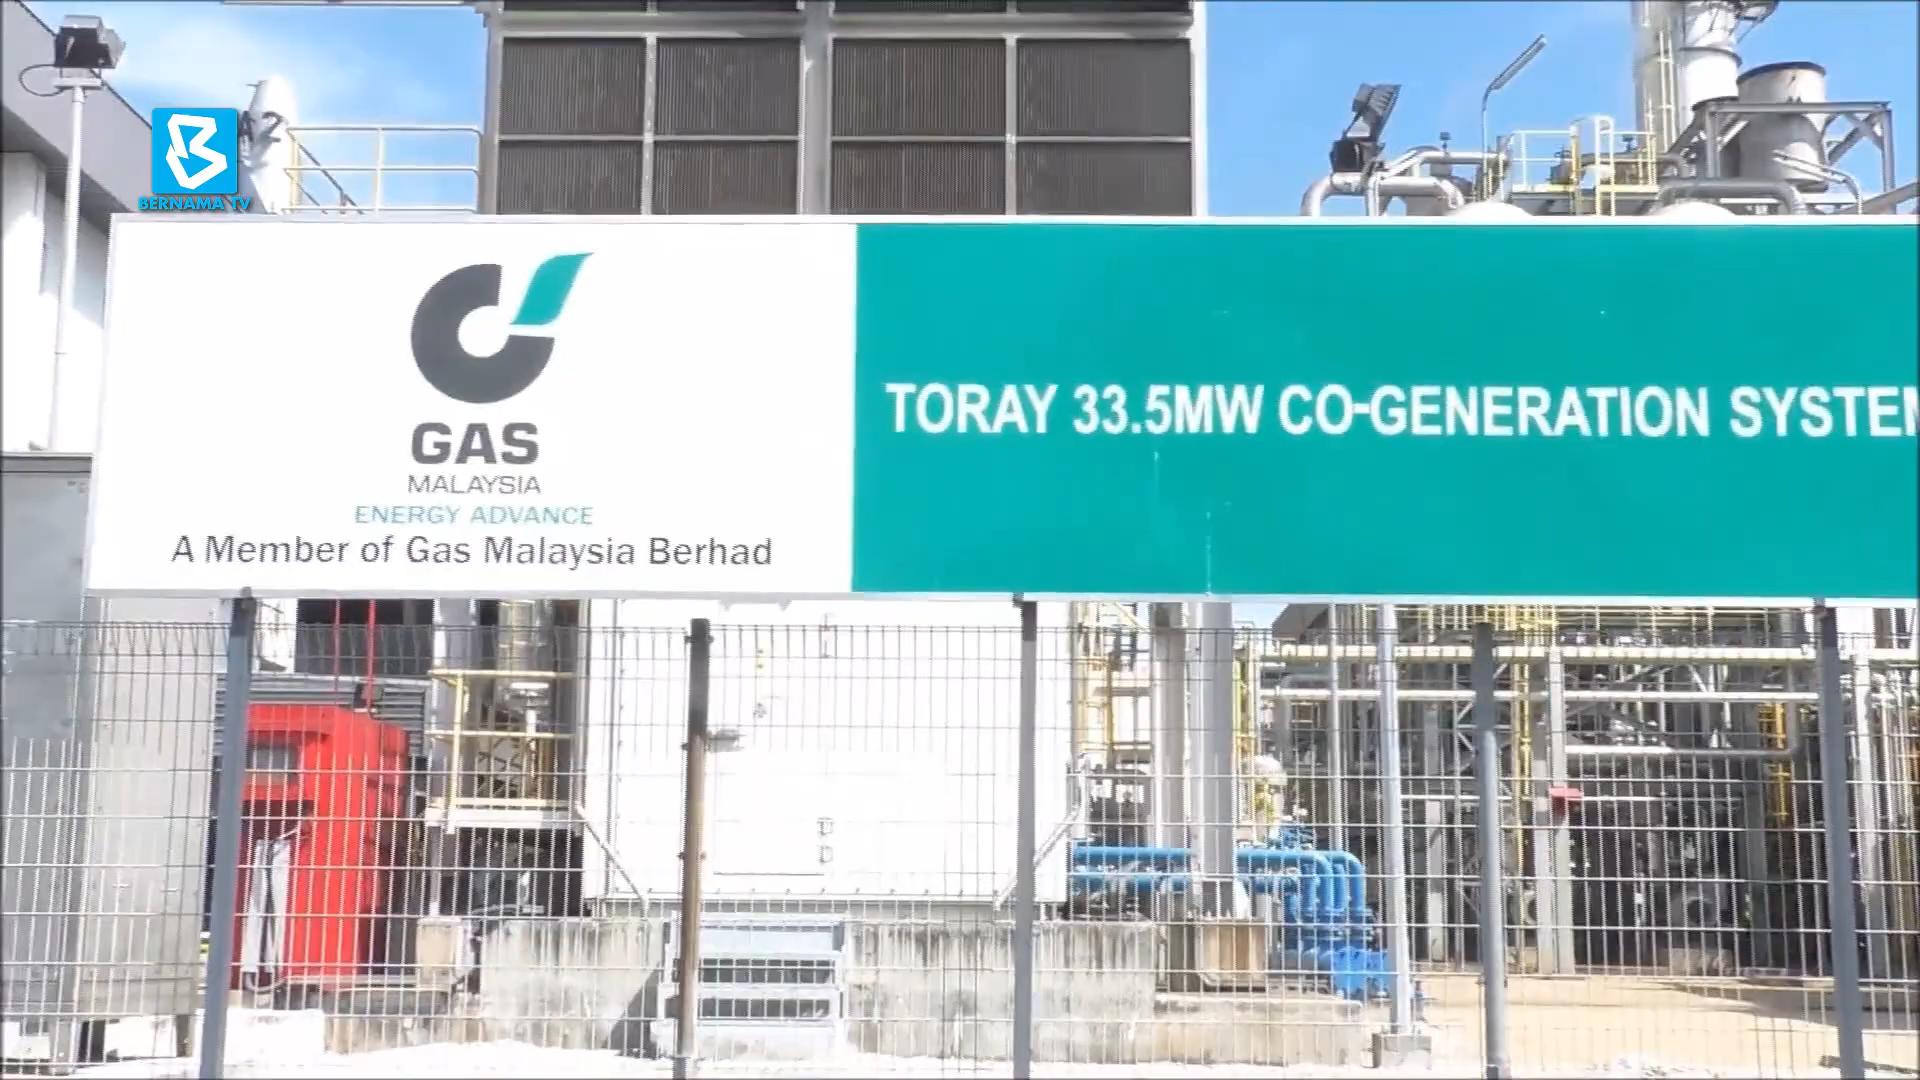 BERNAMA TV
GAS
MALAYSIA
ENERGY ADVANCE
A Member of Gas Malaysia Berhad
TORAY 33.5MW CO-GENERATION SYSTEM